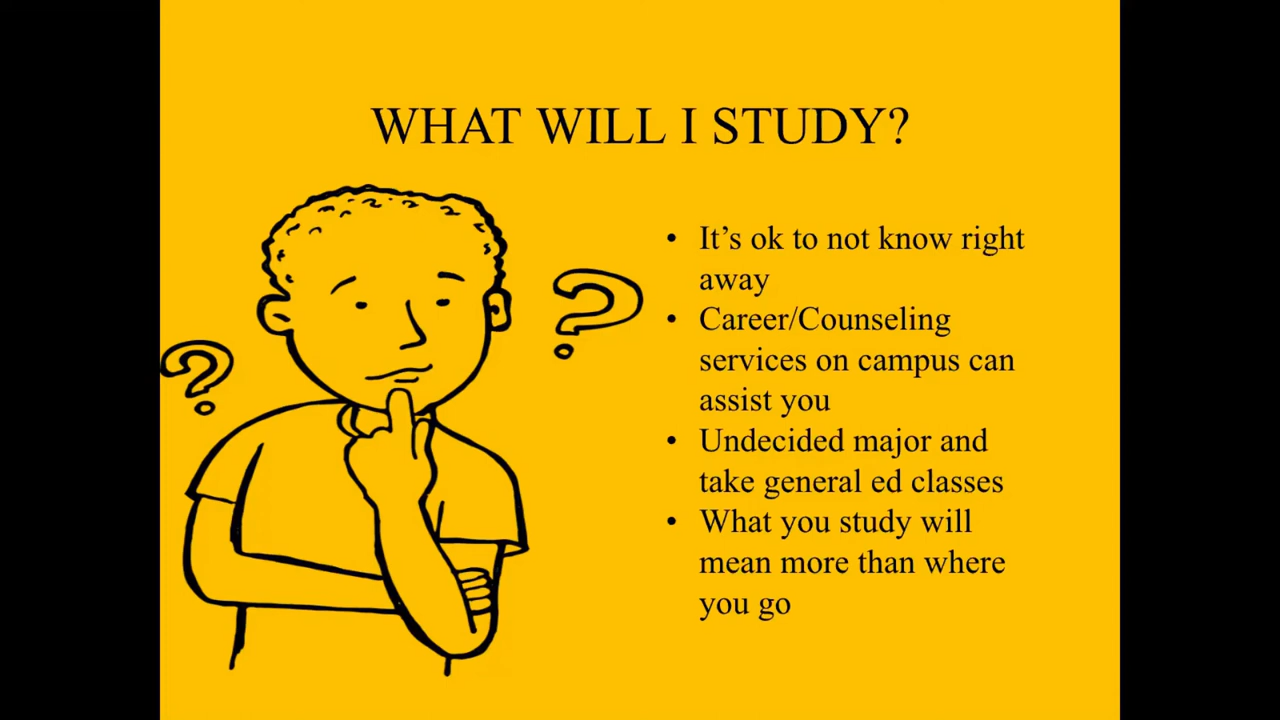 WHAT WILL I STUDY?
• It’s ok to not know right
away
• Career/Counseling
services on campus can
assist you
• Undecided major and
take general ed classes
• What you study will
mean more than where
you go